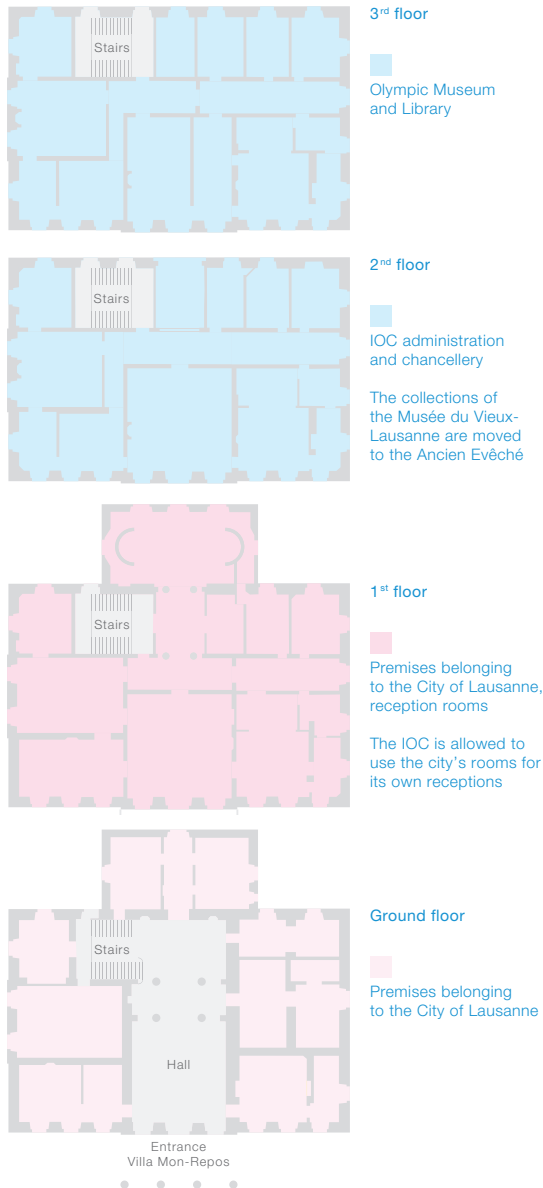 3rd floor
Stairs
Olympic Museum
and Library
2nd floor
Stairs
IOC administration
and chancellery
The collections of
the Musée du Vieux-
Lausanne are moved
to the Ancien Evêché
1st floor
Stairs
Premises belonging
to the City of Lausanne,
reception rooms
The IOC is allowed to
use the city's rooms for
its own receptions
Ground floor
Stairs
Premises belonging
to the City of Lausanne
Hall
Entrance
Villa Mon-Repos